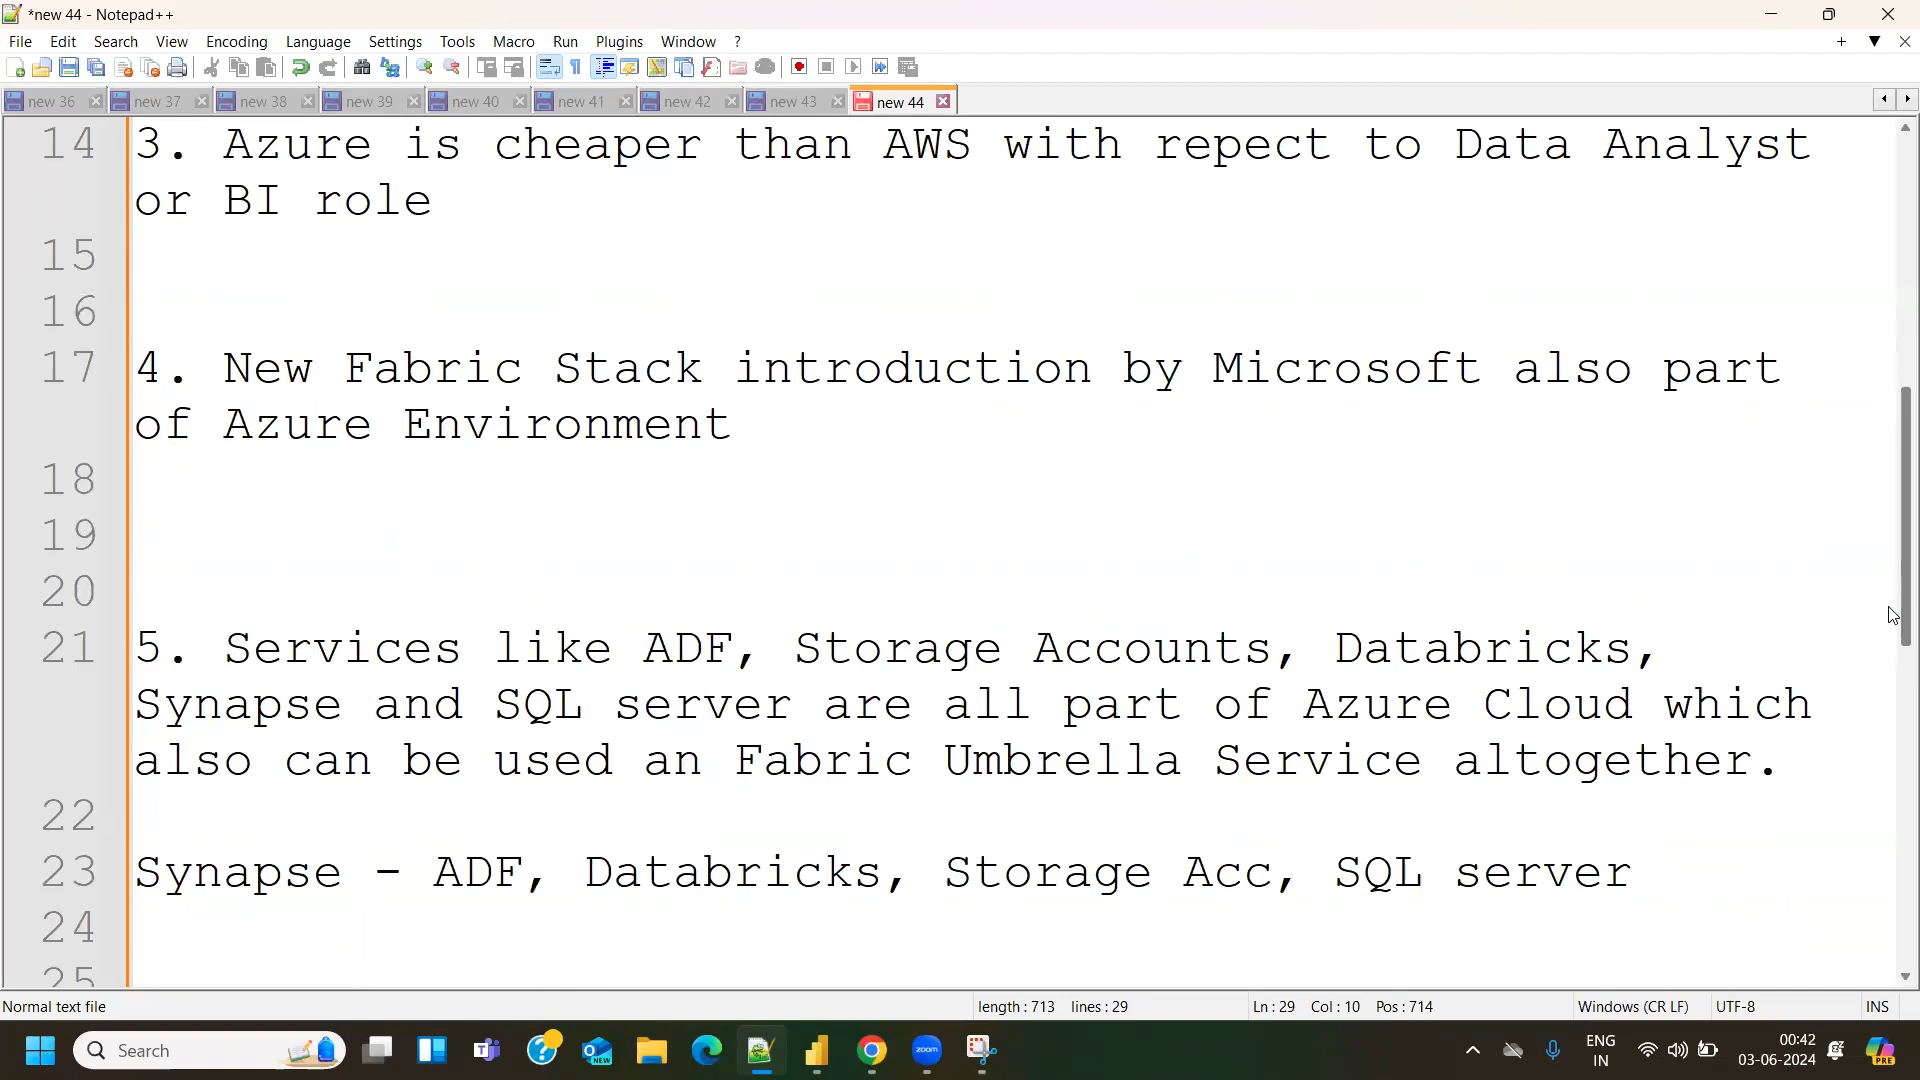 *new 44 - Notepad++
File Edit Search View Encoding Language Settings Tools Macro Run Plugins Window ?
new 36 new 37 new 38 new 39 new 40 new 41 new 42 new 43 new 44
14 3. Azure is cheaper than AWS with repect to Data Analyst
or BI role
15
16
17 4. New Fabric Stack introduction by Microsoft also part
of Azure Environment
18
19
20
21 5. Services like ADF, Storage Accounts, Databricks,
Synapse and SQL server are all part of Azure Cloud which
also can be used an Fabric Umbrella Service altogether.
22
23 Synapse - ADF, Databricks, Storage Acc, SQL server
24
25
Normal text file length : 713 lines : 29 Ln : 29 Col : 10 Pos : 714 Windows (CR LF) UTF-8 INS
Search zoom ENG 00:42
IN 03-06-2024